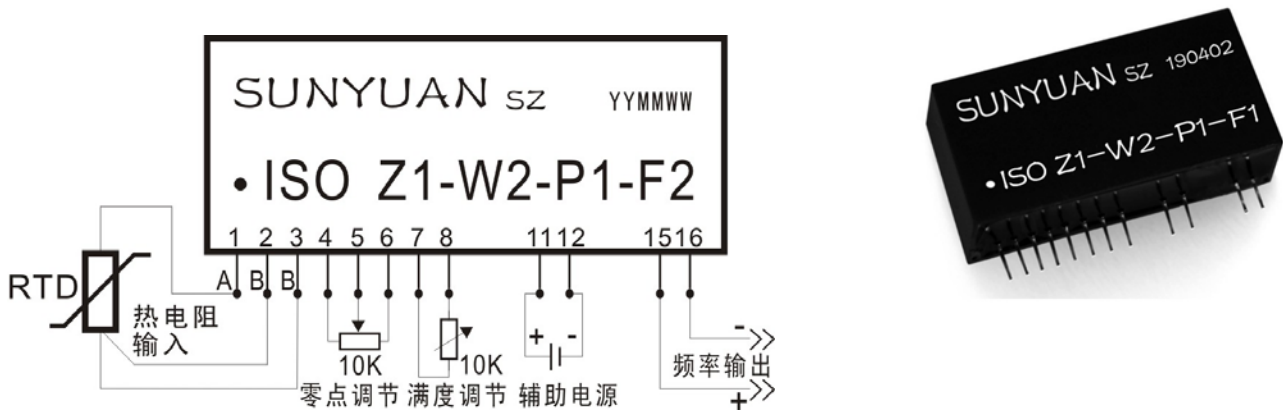 SUNYUAN SZ YYMMWW
• ISO Z1-W2-P1-F2
1 2 3 4 5 6 7 8 11 12 15 16
A B B
RTD
热电阻
输入
10K
零点调节
10K
满度调节
+ -
辅助电源
-
频率输出
+
SUNYUAN SZ 190402
• ISO Z1-W2-P1-F1